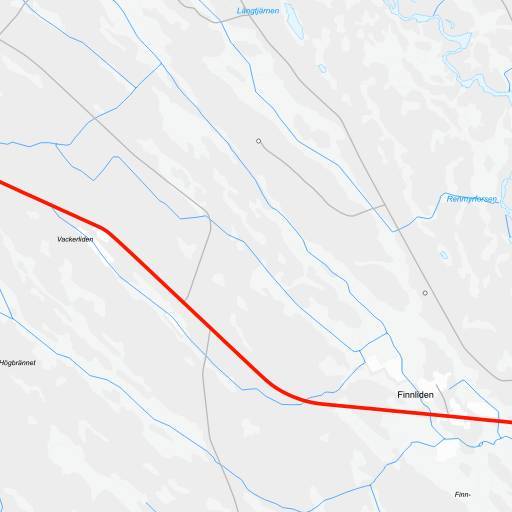 Långtjärnen
Renmyrforsen
Vackerliden
Högbrännet
Finnliden
Finn-